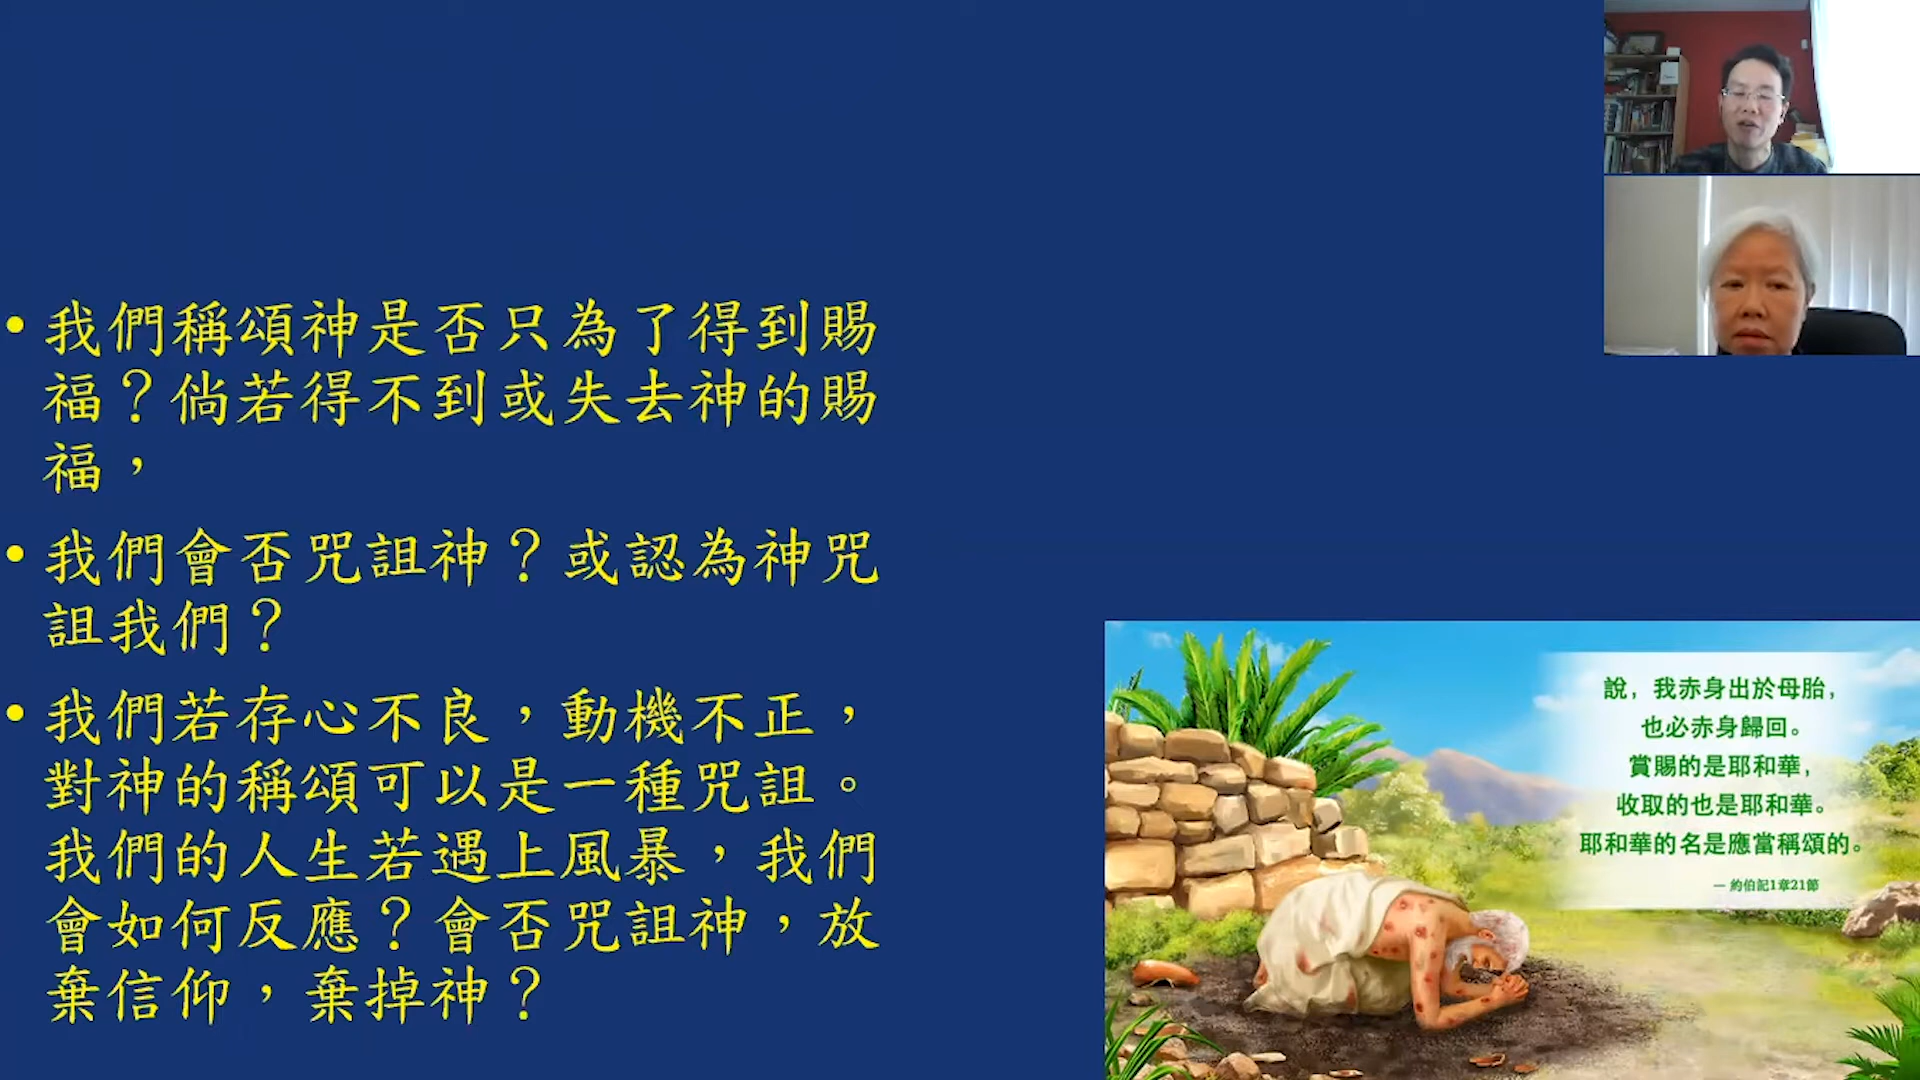 • 我們稱頌神是否只為了得到賜
福？倘若得不到或失去神的賜
福，
• 我們會否咒詛神？或認為神咒
詛我們？
• 我們若存心不良，動機不正，
對神的稱頌可以是一種咒詛。
我們的人生若遇上風暴，我們
會如何反應？會否咒詛神，放
棄信仰，棄掉神？
說，我赤身出於母胎，
也必赤身歸回。
賞賜的是耶和華，
收取的也是耶和華。
耶和華的名是應當稱頌的。
— 約伯記1章21節